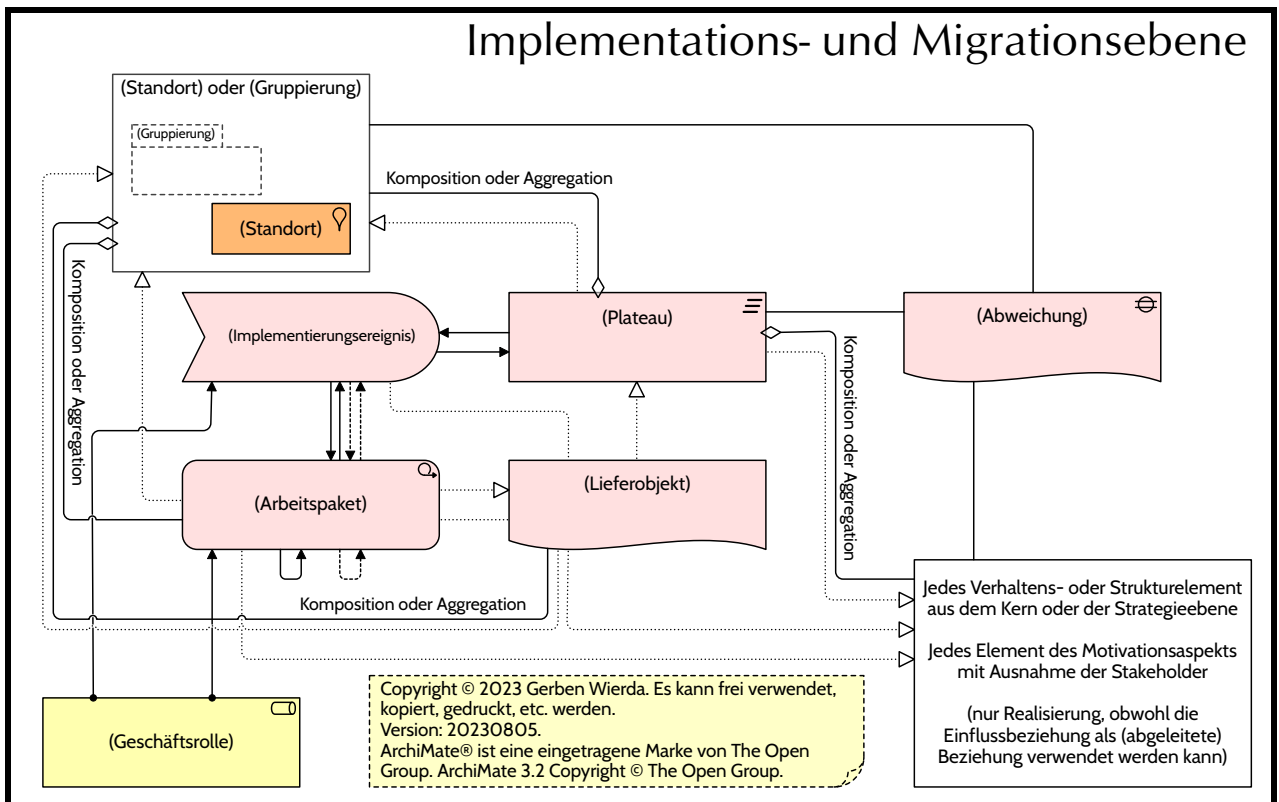 Implementations- und Migrationsebene
(Standort) oder (Gruppierung)
(Gruppierung)
Komposition oder Aggregation
(Standort)
Komposition oder Aggregation
(Implementierungsereignis)
(Plateau)
(Abweichung)
Komposition oder Aggregation
(Arbeitspaket)
(Lieferobjekt)
Komposition oder Aggregation
Jedes Verhaltens- oder Strukturelement
aus dem Kern oder der Strategieebene
Jedes Element des Motivationsaspekts
mit Ausnahme der Stakeholder
(nur Realisierung, obwohl die
Einflussbeziehung als (abgeleitete)
Beziehung verwendet werden kann)
(Geschäftsrolle)
Copyright © 2023 Gerben Wierda. Es kann frei verwendet,
kopiert, gedruckt, etc. werden.
Version: 20230805.
ArchiMate® ist eine eingetragene Marke von The Open
Group. ArchiMate 3.2 Copyright © The Open Group.